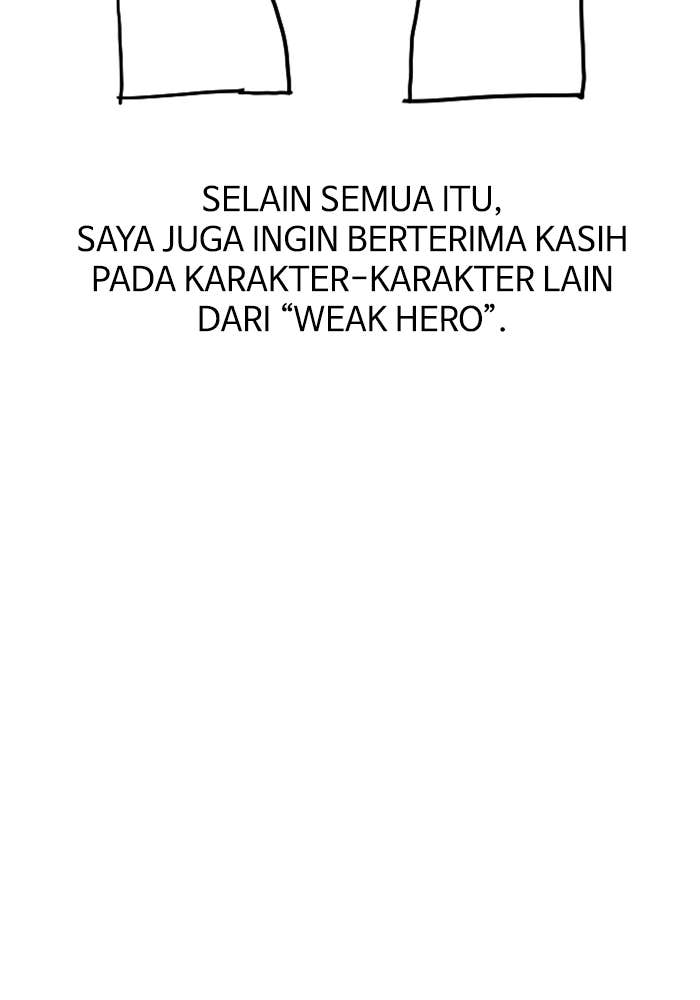 SELAIN SEMUA ITU,
SAYA JUGA INGIN BERTERIMA KASIH
PADA KARAKTER-KARAKTER LAIN
DARI “WEAK HERO”.